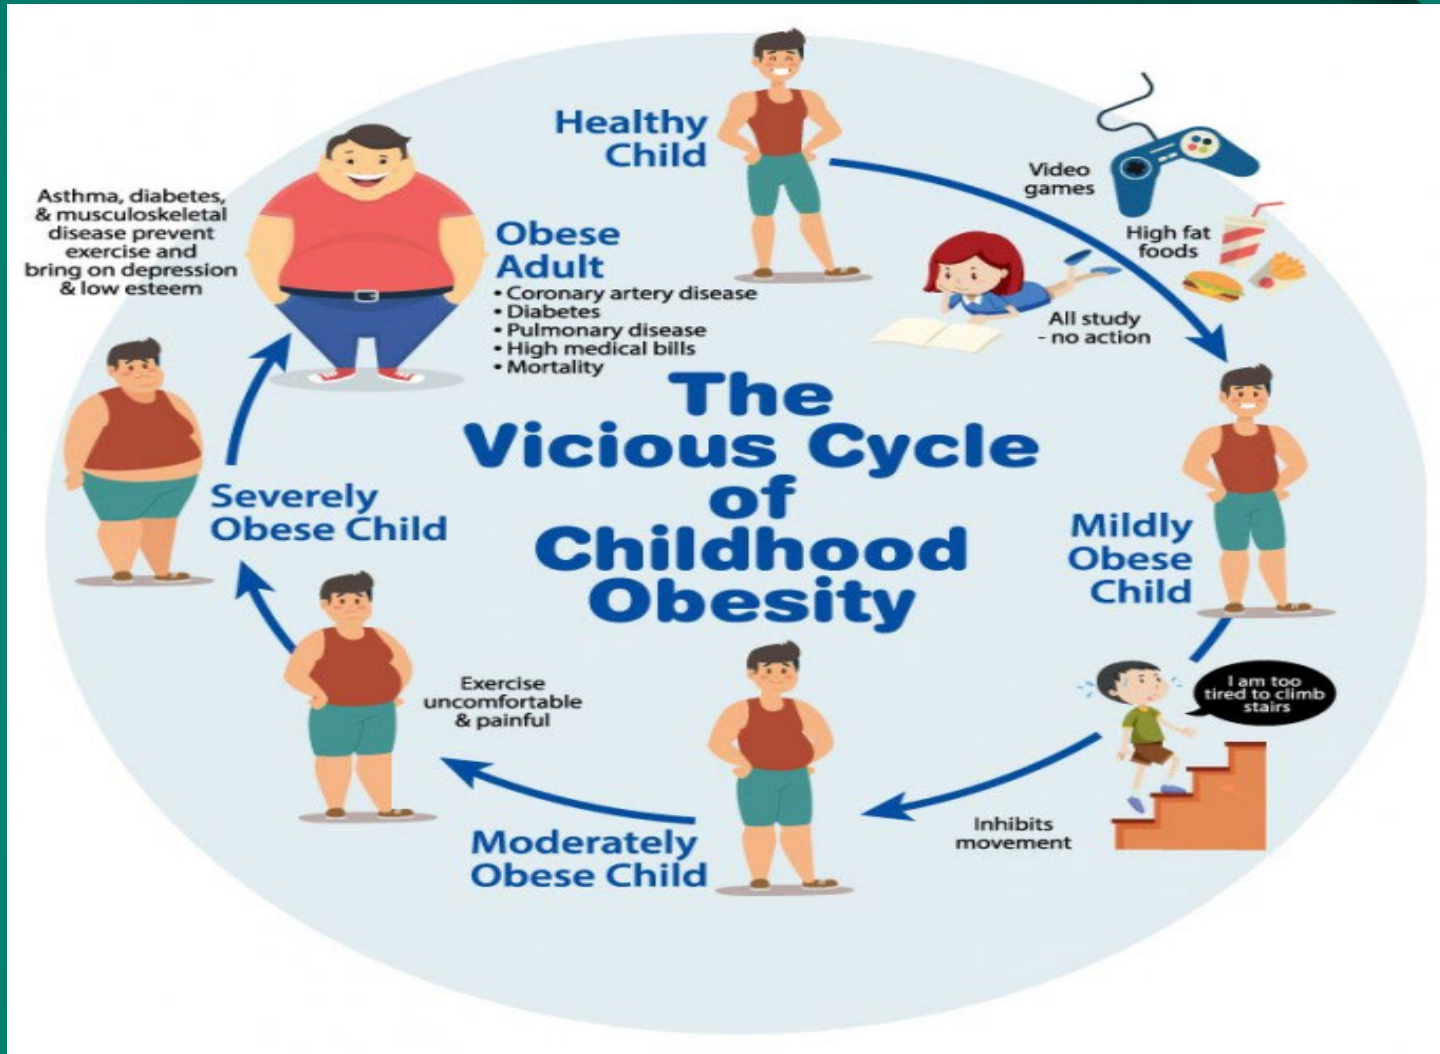 Healthy
Child
Video
games
High fat
foods
All study
- no action
Mildly
Obese
Child
I am too
tired to climb
stairs
Inhibits
movement
Moderately
Obese Child
Exercise
uncomfortable
& painful
Severely
Obese Child
Asthma, diabetes,
& musculoskeletal
disease prevent
exercise and
bring on depression
& low esteem
Obese
Adult
• Coronary artery disease
• Diabetes
• Pulmonary disease
• High medical bills
• Mortality
The
Vicious Cycle
of
Childhood
Obesity